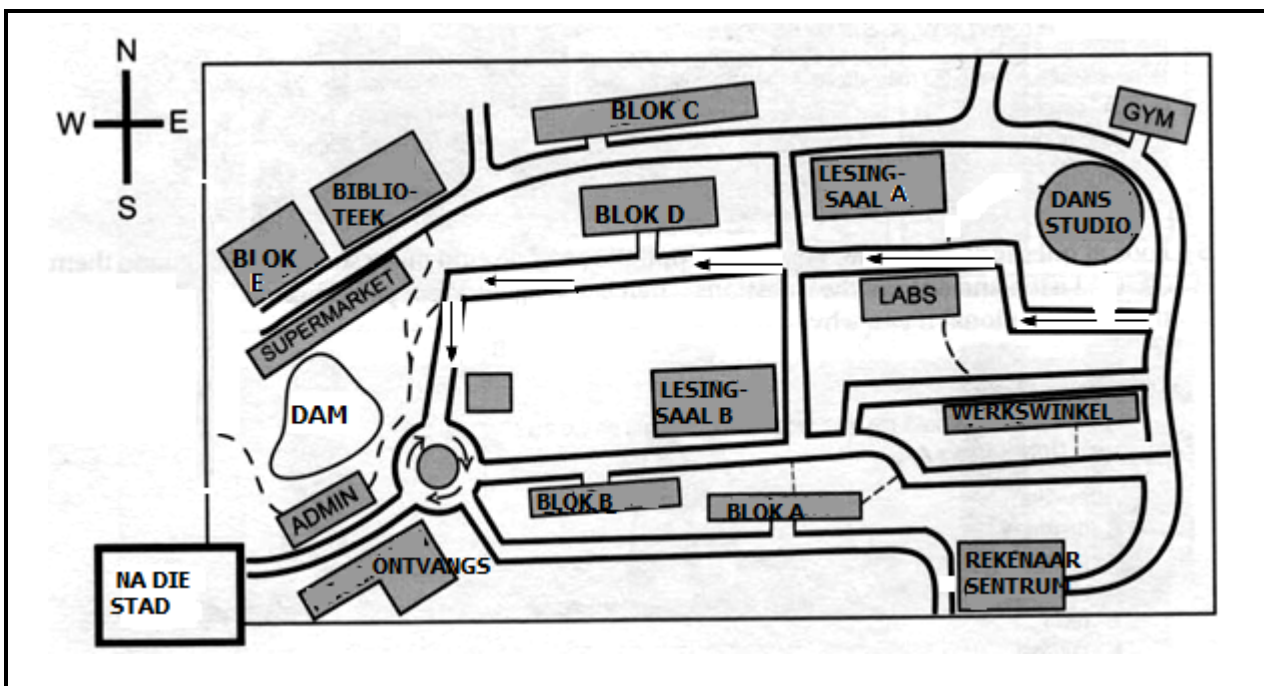 N
W
E
S
BLOK C
GYM
BIBLIO-
TEEK
LESING-
SAAL A
DANS
STUDIO
BLOK D
BLOK
E
SUPERMARKET
LABS
DAM
LESING-
SAAL B
WERKSWINKEL
ADMIN
BLOK B
BLOK A
ONTVANGS
REKENAAR
SENTRUM
NA DIE
STAD